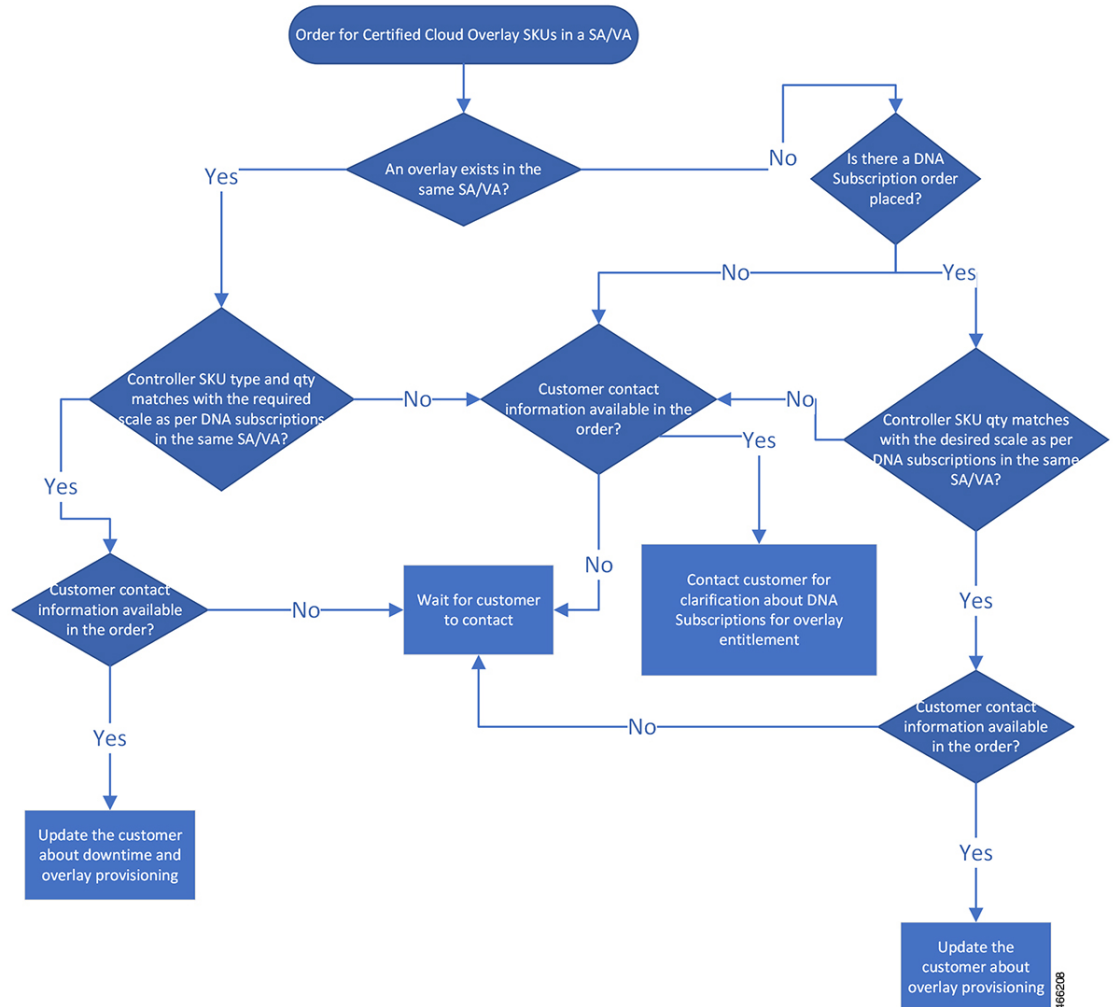 Order for Certified Cloud Overlay SKUs in a SA/VA
An overlay exists in the
same SA/VA?
No
Is there a DNA
Subscription order
placed?
Yes
No
Yes
Controller SKU type and qty
matches with the required
scale as per DNA subscriptions
in the same SA/VA?
No
Customer contact
information available in the
order?
No
Controller SKU qty matches
with the desired scale as per
DNA subscriptions in the same
SA/VA?
Yes
Yes
No
Yes
Customer contact
information available
in the order?
No
Wait for customer
to contact
Contact customer for
clarification about DNA
Subscriptions for overlay
entitlement
Customer contact
information available
in the order?
No
Yes
Yes
Update the customer
about downtime and
overlay provisioning
Update the
customer about
overlay provisioning
466208